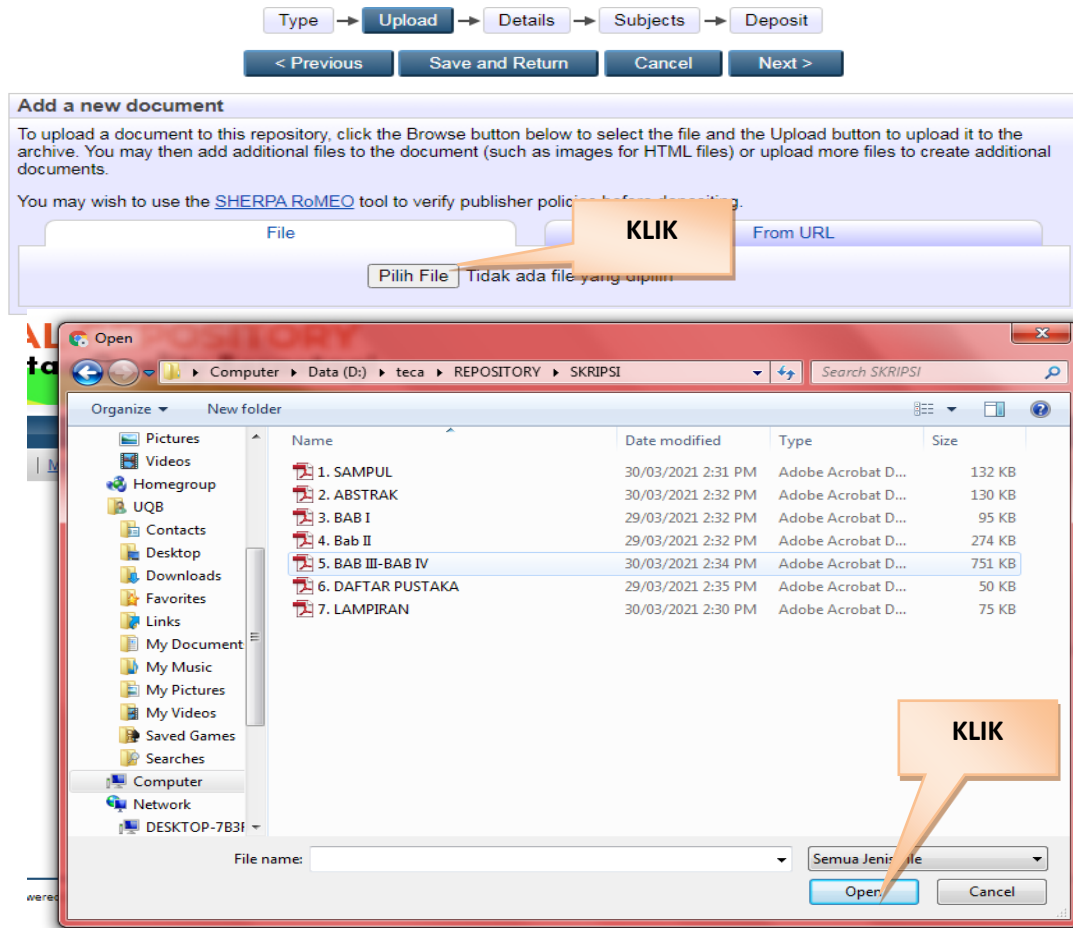 Type Upload Details Subjects Deposit
< Previous Save and Return Cancel Next >
Add a new document
To upload a document to this repository, click the Browse button below to select the file and the Upload button to upload it to the
archive. You may then add additional files to the document (such as images for HTML files) or upload more files to create additional
documents.
You may wish to use the SHERPA RoMEO tool to verify publisher policies before depositing.
File KLIK From URL
Pilih File Tidak ada file yang dipilih
Open
Computer Data (D:) teca REPOSITORY SKRIPSI Search SKRIPSI
Organize New folder
Pictures Name Date modified Type Size
Videos
1. SAMPUL 30/03/2021 2:31 PM Adobe Acrobat D... 132 KB
Homegroup
2. ABSTRAK 30/03/2021 2:32 PM Adobe Acrobat D... 130 KB
UQB
3. BAB I 29/03/2021 2:32 PM Adobe Acrobat D... 95 KB
Contacts
4. Bab II 29/03/2021 2:32 PM Adobe Acrobat D... 274 KB
Desktop
5. BAB III-BAB IV 30/03/2021 2:34 PM Adobe Acrobat D... 751 KB
Downloads
6. DAFTAR PUSTAKA 29/03/2021 2:35 PM Adobe Acrobat D... 50 KB
Favorites
7. LAMPIRAN 30/03/2021 2:30 PM Adobe Acrobat D... 75 KB
Links
My Document
My Music
My Pictures
My Videos
Saved Games
KLIK
Searches
Computer
Network
DESKTOP-7B3F
File name: Semua Jenis File
Open Cancel